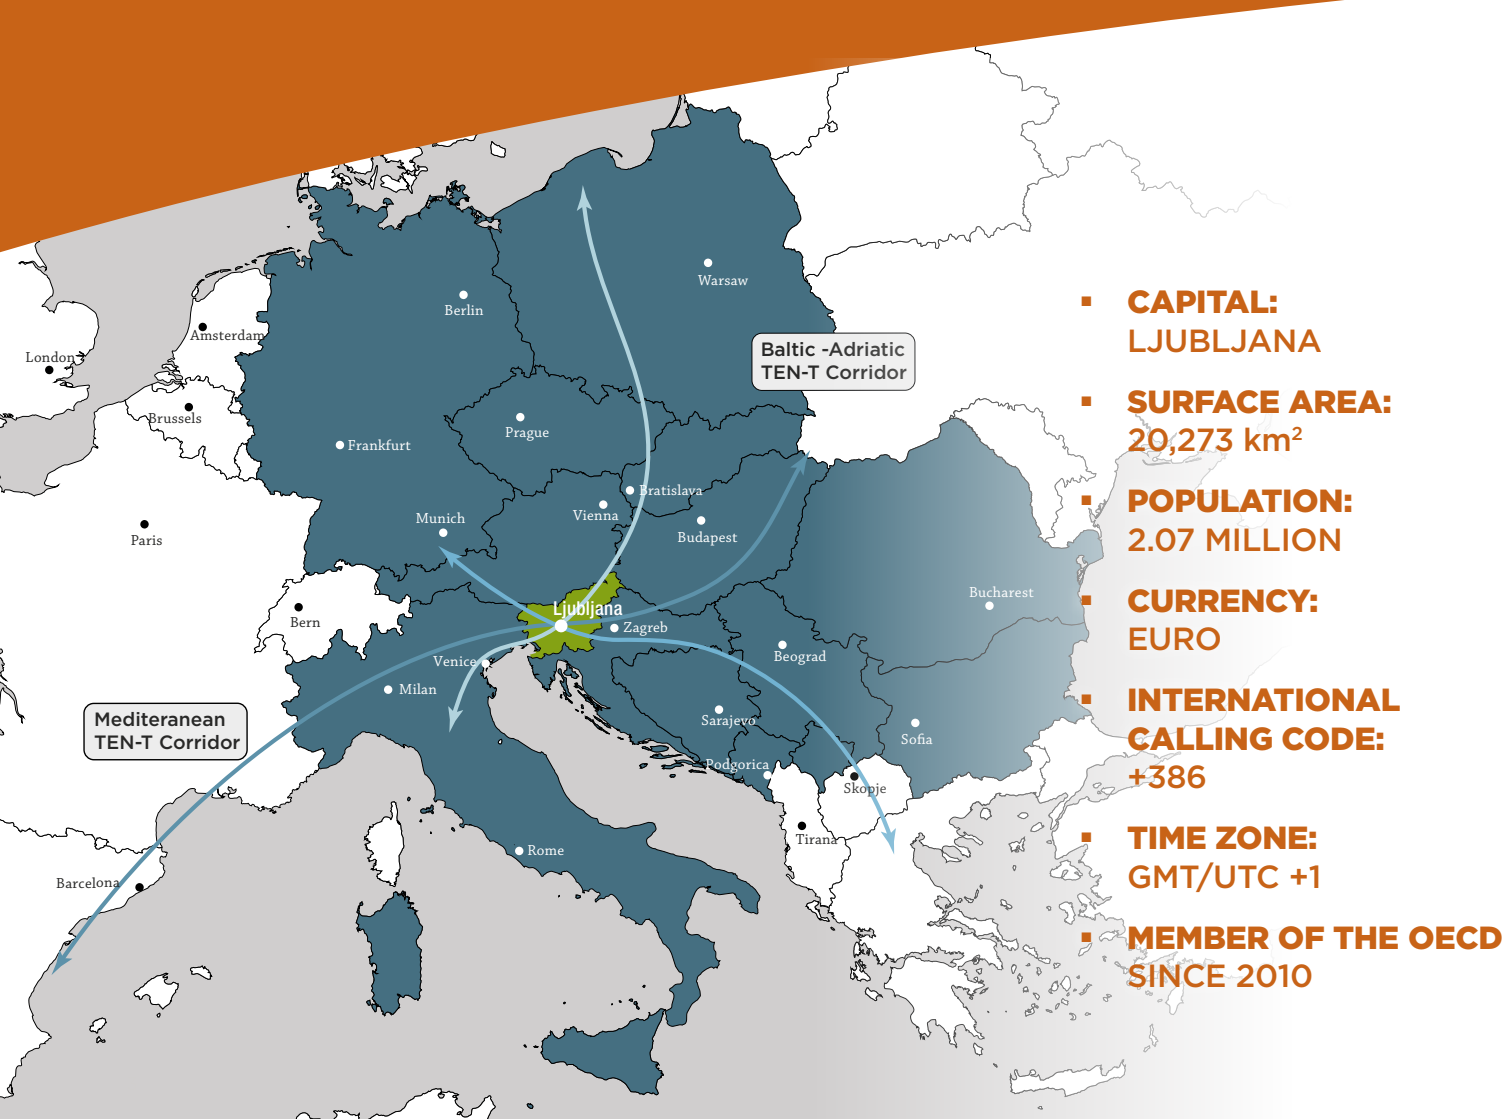 Warsaw
Berlin
Amsterdam
London
Baltic -Adriatic
TEN-T Corridor
Brussels
Prague
Frankfurt
Bratislava
Munich
Vienna
Budapest
Paris
Bucharest
Ljubljana
Bern
Zagreb
Beograd
Venice
Milan
Mediteranean
TEN-T Corridor
Sarajevo
Sofia
Podgorica
Skopje
Tirana
Rome
Barcelona
▪ CAPITAL:
LJUBLJANA
▪ SURFACE AREA:
20,273 km²
▪ POPULATION:
2.07 MILLION
▪ CURRENCY:
EURO
▪ INTERNATIONAL
CALLING CODE:
+386
▪ TIME ZONE:
GMT/UTC +1
▪ MEMBER OF THE OECD
SINCE 2010